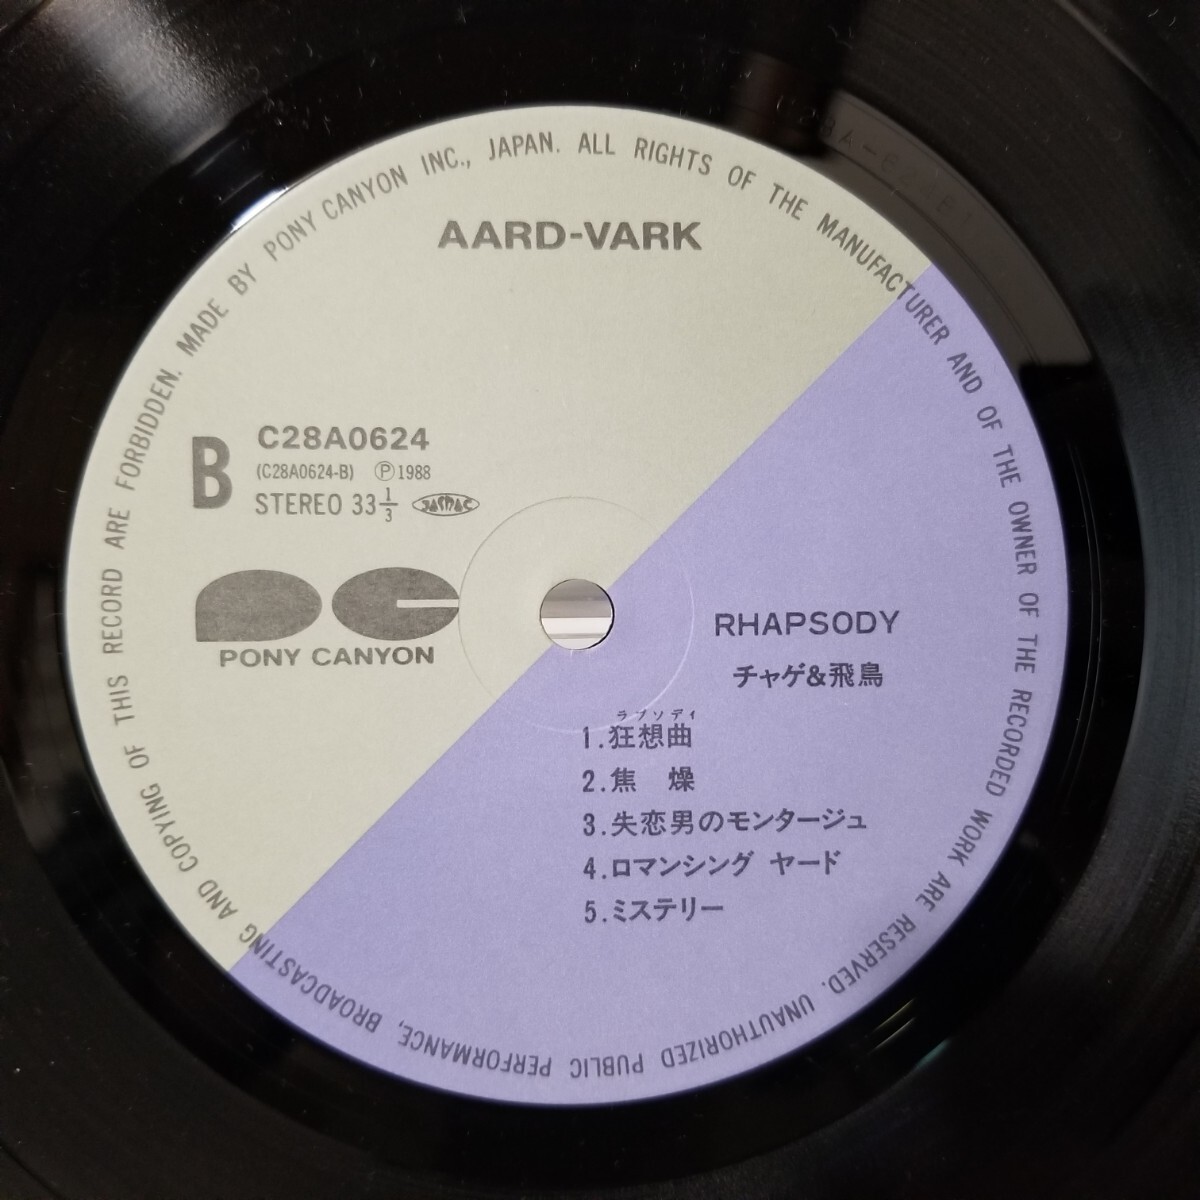 MADE BY PONY CANYON INC., JAPAN. ALL RIGHTS OF THE MANUFACTURER AND OF THE OWNER OF THE RECORDED WORK ARE RESERVED. UNAUTHORIZED PUBLIC PERFORMANCE, BROADCASTING AND COPYING OF THIS RECORD ARE FORBIDDEN.
AARD-VARK
B
C28A0624
(C28A0624-B) Ⓟ1988
STEREO 33 1/3 JASRAC
PONY CANYON
RHAPSODY
チャゲ&飛鳥
ラプソディ
1.狂想曲
2.焦 燥
3.失恋男のモンタージュ
4.ロマンシング ヤード
5.ミステリー